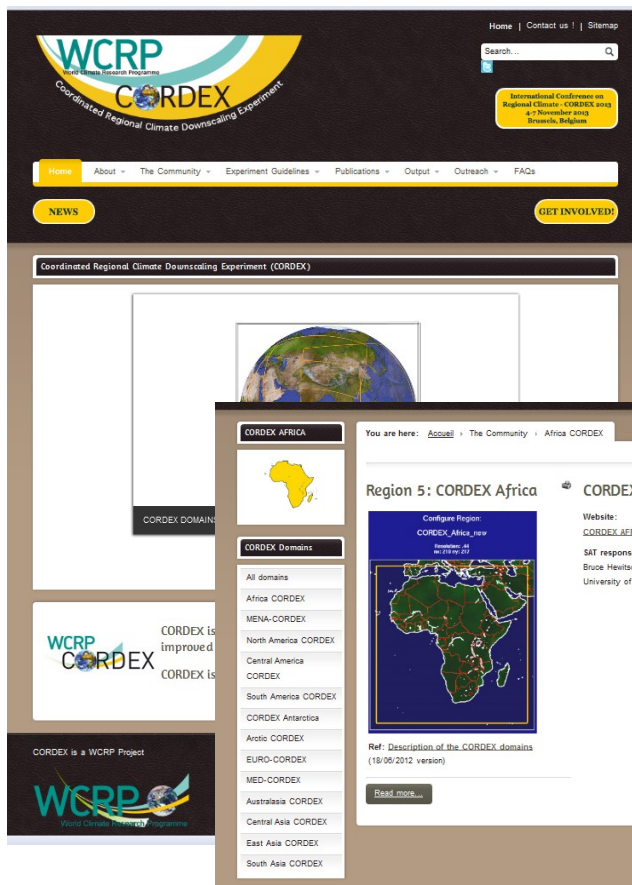 Home | Contact us ! | Sitemap
WCRP
World Climate Research Programme
CORDEX
Coordinated Regional Climate Downscaling Experiment
Search...
International Conference on
Regional Climate - CORDEX 2013
4-7 November 2013
Brussels, Belgium
Home About The Community Experiment Guidelines Publications Output Outreach FAQs
NEWS
GET INVOLVED!
Coordinated Regional Climate Downscaling Experiment (CORDEX)
CORDEX DOMAINS
WCRP
CORDEX
CORDEX is
improved
CORDEX is
CORDEX is a WCRP Project
WCRP
World Climate Research Programme
CORDEX AFRICA
CORDEX Domains
All domains
Africa CORDEX
MENA-CORDEX
North America CORDEX
Central America
CORDEX
South America CORDEX
CORDEX Antarctica
Arctic CORDEX
EURO-CORDEX
MED-CORDEX
Australasia CORDEX
Central Asia CORDEX
East Asia CORDEX
South Asia CORDEX
You are here: Accueil › The Community › Africa CORDEX
Region 5: CORDEX Africa
Configure Region:
CORDEX_Africa_new
Resolution: .44
Ref: Description of the CORDEX domains
(18/06/2012 version)
Read more...
CORDEX
Website:
CORDEX AF
SAT respons
Bruce Hewits
University of